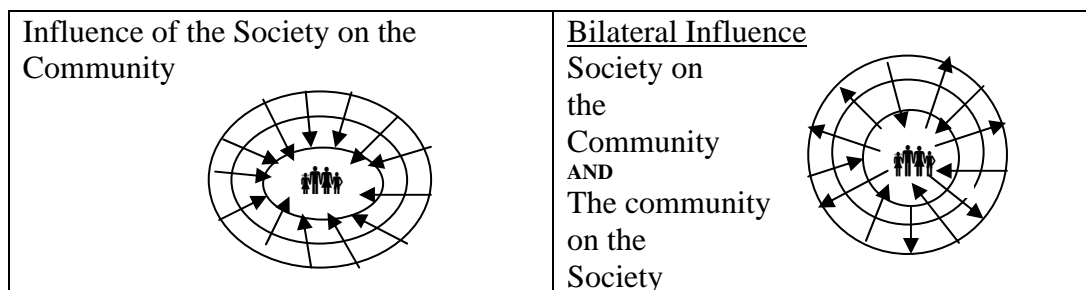 Influence of the Society on the
Community
Bilateral Influence
Society on
the
Community
AND
The community
on the
Society